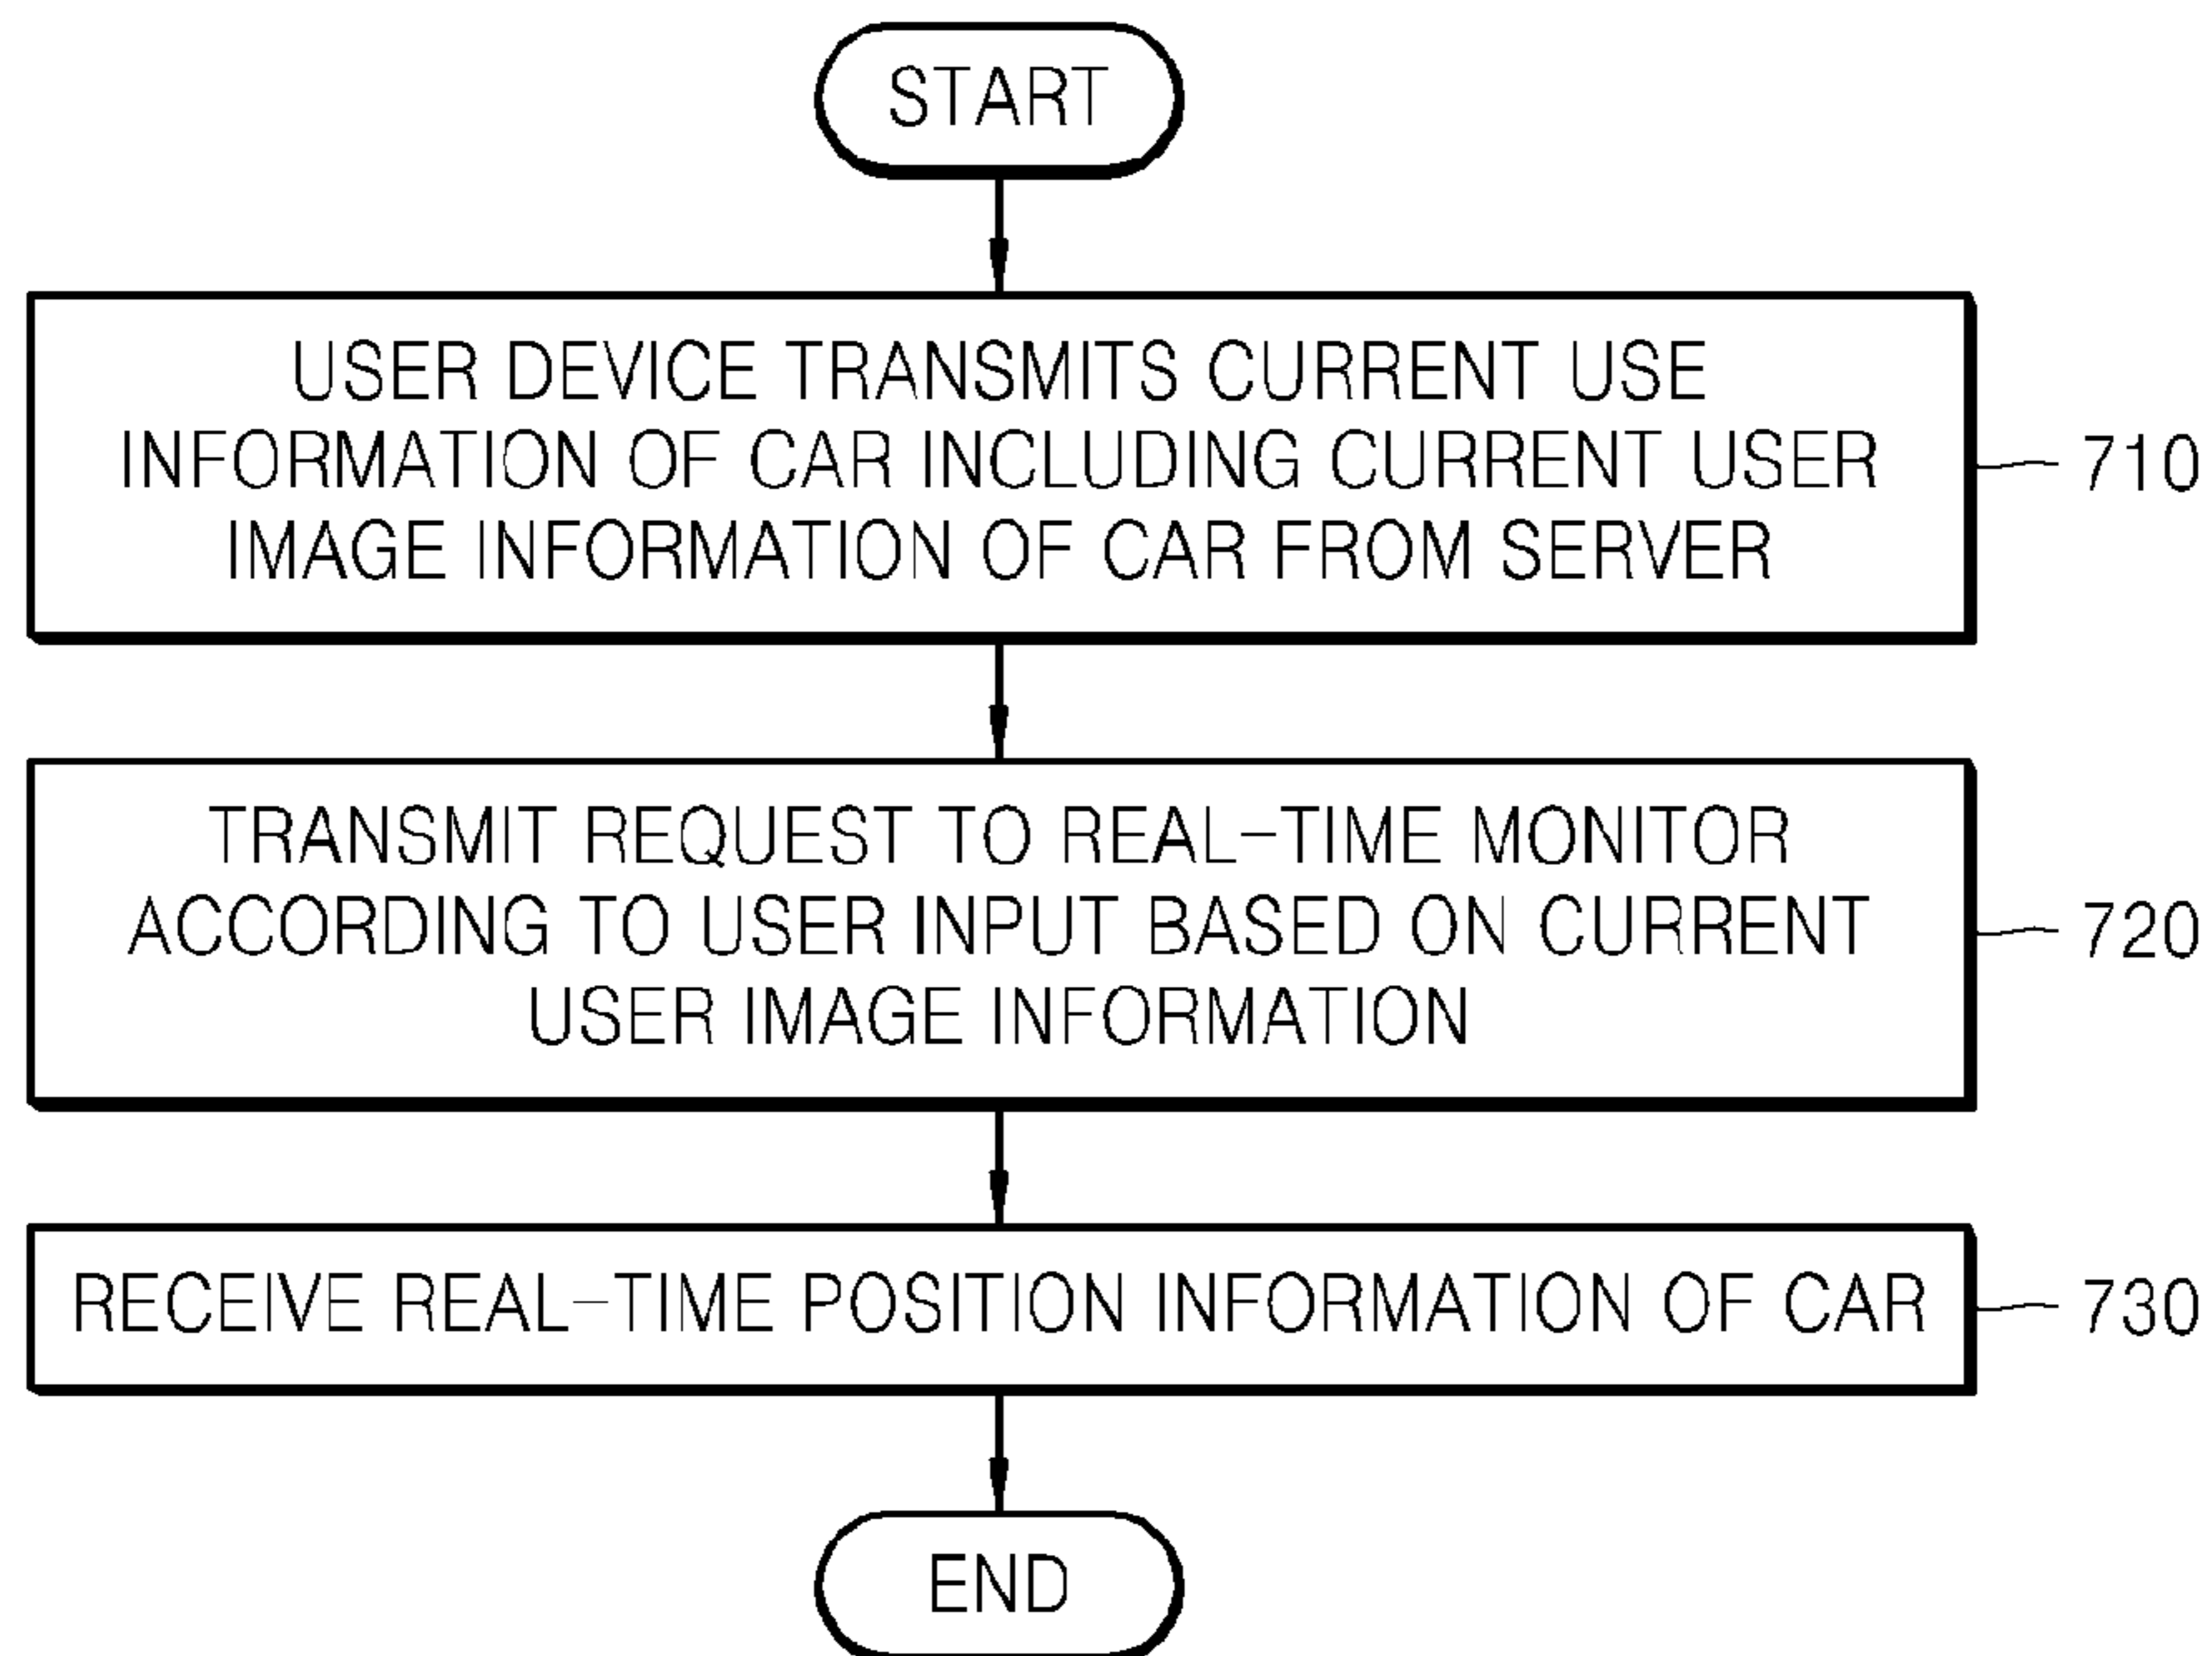 START
USER DEVICE TRANSMITS CURRENT USE
INFORMATION OF CAR INCLUDING CURRENT USER
IMAGE INFORMATION OF CAR FROM SERVER
710
TRANSMIT REQUEST TO REAL-TIME MONITOR
ACCORDING TO USER INPUT BASED ON CURRENT
USER IMAGE INFORMATION
720
RECEIVE REAL-TIME POSITION INFORMATION OF CAR
730
END